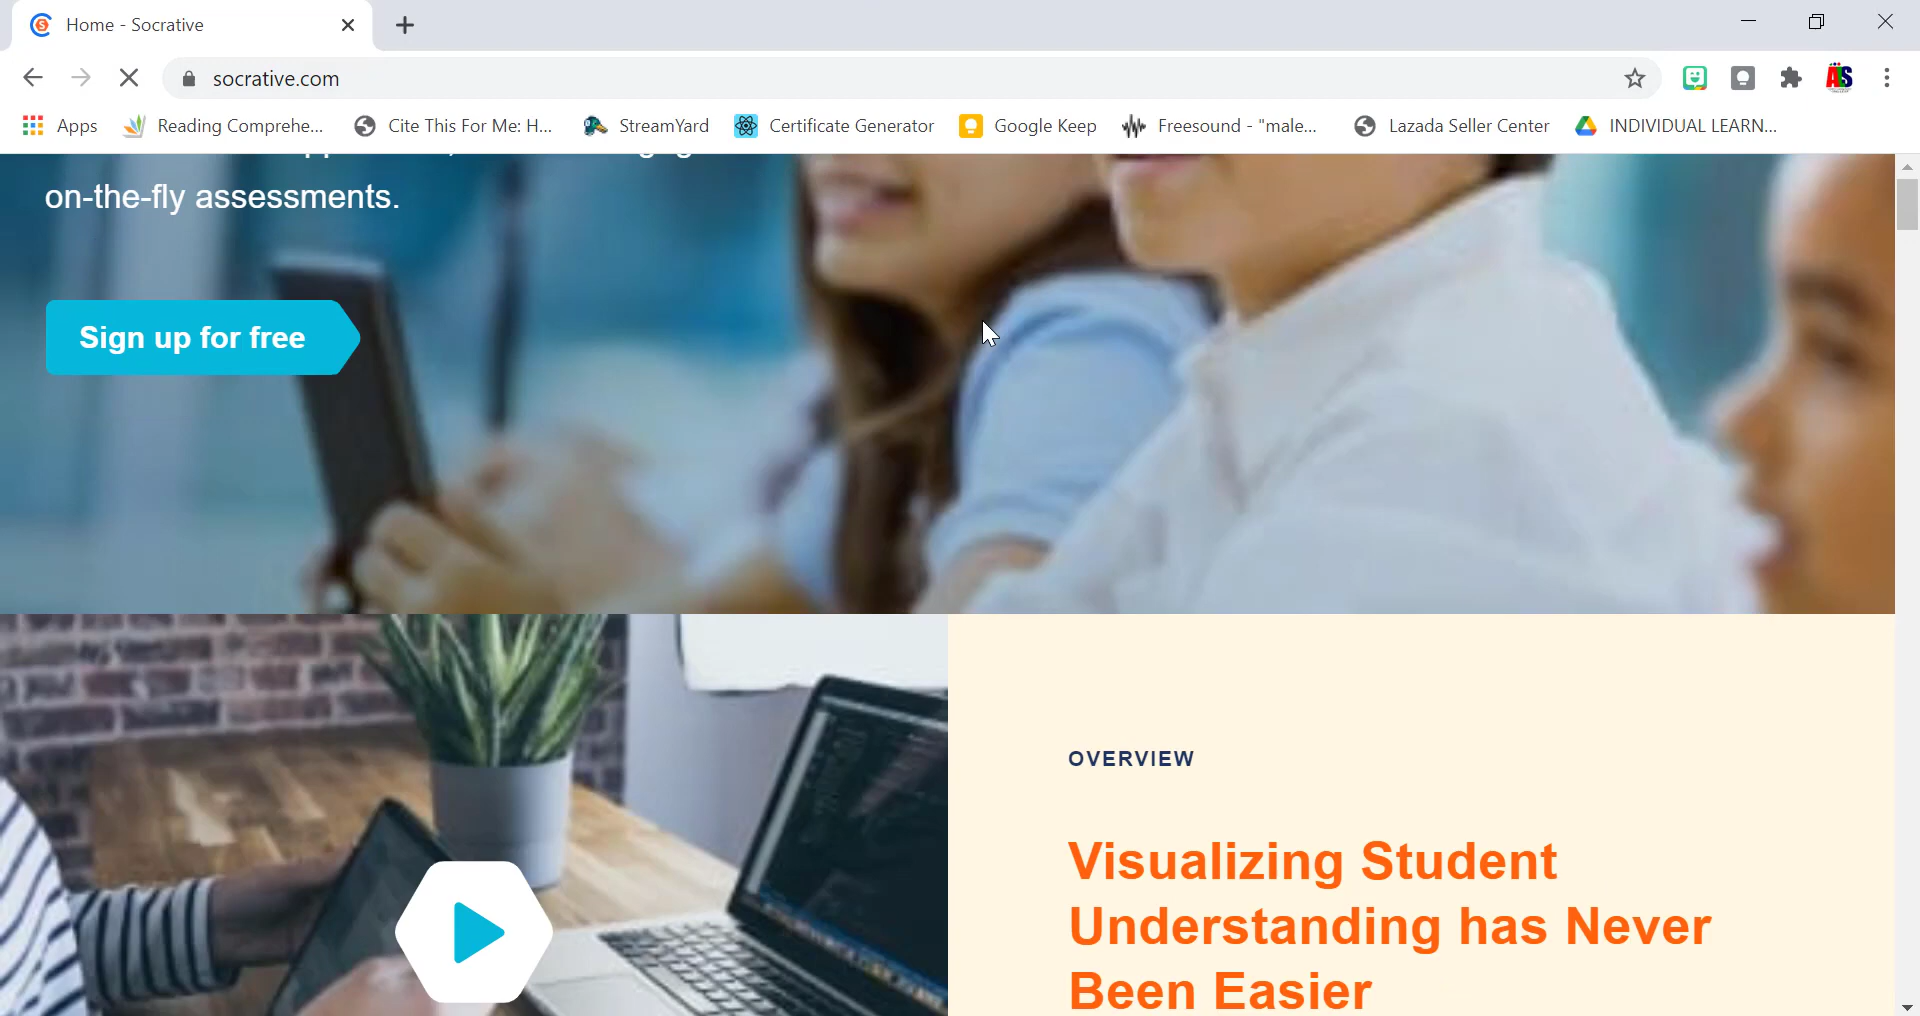 Home - Socrative
socrative.com
Apps
Reading Comprehe...
Cite This For Me: H...
StreamYard
Certificate Generator
Google Keep
Freesound - "male...
Lazada Seller Center
INDIVIDUAL LEARN...
on-the-fly assessments.
Sign up for free
OVERVIEW
Visualizing Student
Understanding has Never
Been Easier